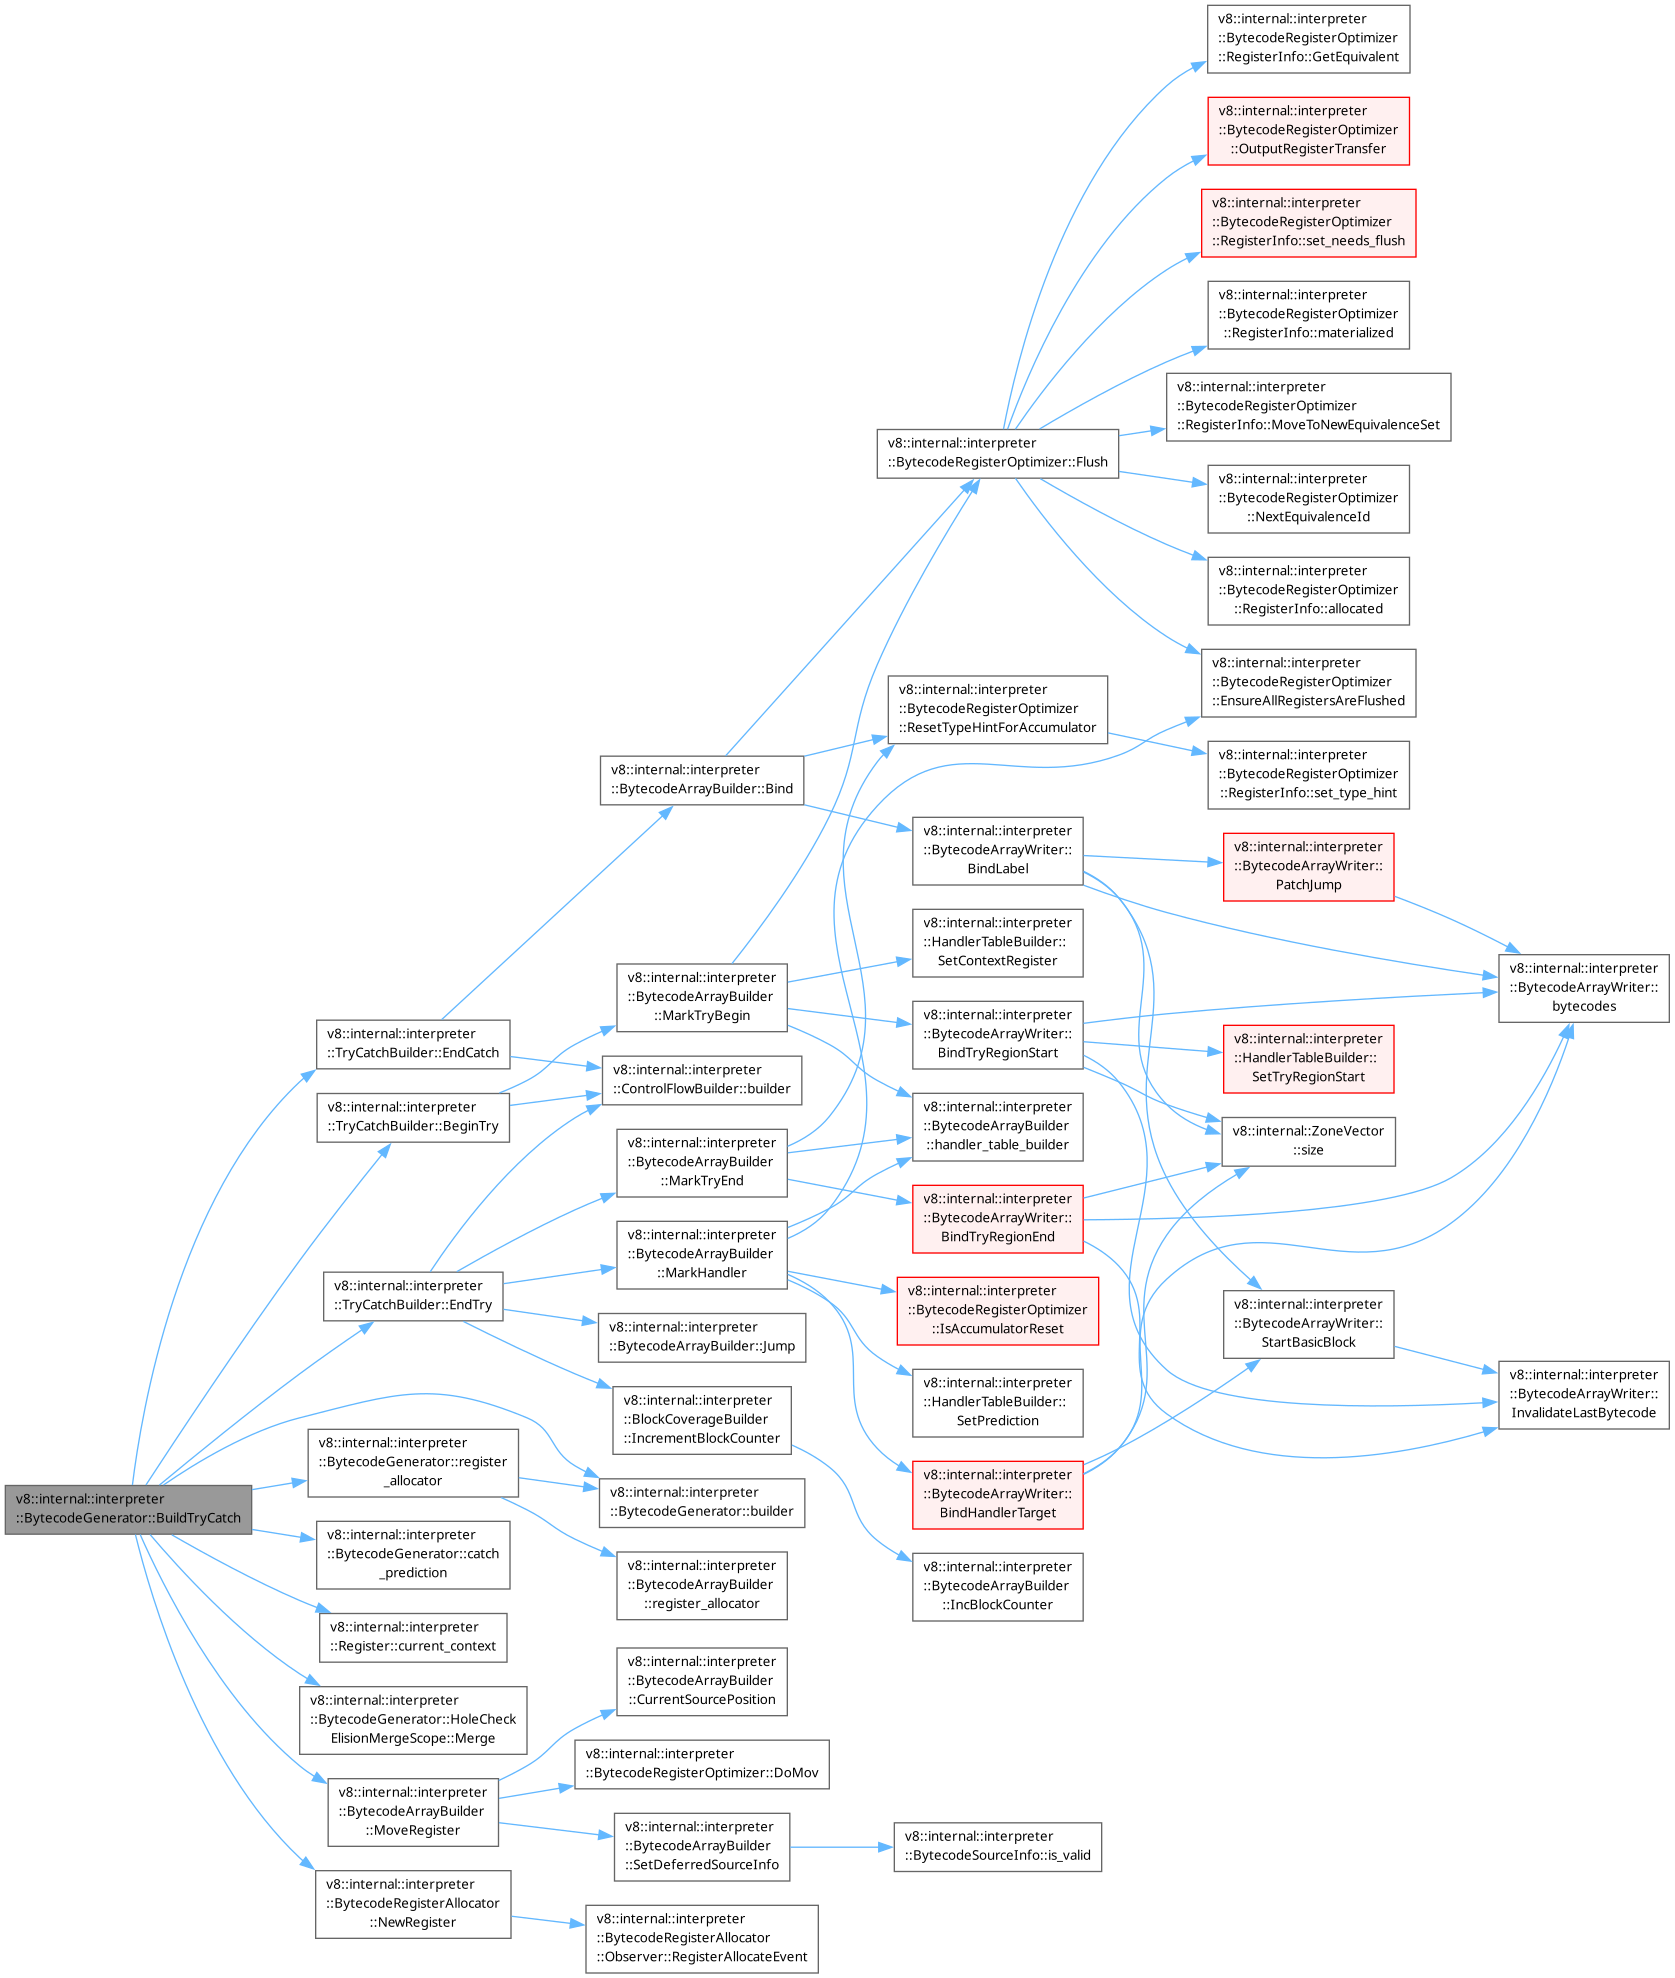 v8::internal::interpreter
::BytecodeGenerator::BuildTryCatch
v8::internal::interpreter
::TryCatchBuilder::EndCatch
v8::internal::interpreter
::TryCatchBuilder::BeginTry
v8::internal::interpreter
::TryCatchBuilder::EndTry
v8::internal::interpreter
::BytecodeGenerator::register
_allocator
v8::internal::interpreter
::BytecodeGenerator::catch
_prediction
v8::internal::interpreter
::Register::current_context
v8::internal::interpreter
::BytecodeGenerator::HoleCheck
ElisionMergeScope::Merge
v8::internal::interpreter
::BytecodeArrayBuilder
::MoveRegister
v8::internal::interpreter
::BytecodeRegisterAllocator
::NewRegister
v8::internal::interpreter
::BytecodeArrayBuilder::Bind
v8::internal::interpreter
::BytecodeArrayBuilder
::MarkTryBegin
v8::internal::interpreter
::ControlFlowBuilder::builder
v8::internal::interpreter
::BytecodeArrayBuilder
::MarkTryEnd
v8::internal::interpreter
::BytecodeArrayBuilder
::MarkHandler
v8::internal::interpreter
::BytecodeArrayBuilder::Jump
v8::internal::interpreter
::BlockCoverageBuilder
::IncrementBlockCounter
v8::internal::interpreter
::BytecodeGenerator::builder
v8::internal::interpreter
::BytecodeArrayBuilder
::register_allocator
v8::internal::interpreter
::BytecodeArrayBuilder
::CurrentSourcePosition
v8::internal::interpreter
::BytecodeRegisterOptimizer::DoMov
v8::internal::interpreter
::BytecodeArrayBuilder
::SetDeferredSourceInfo
v8::internal::interpreter
::BytecodeRegisterAllocator
::Observer::RegisterAllocateEvent
v8::internal::interpreter
::BytecodeRegisterOptimizer::Flush
v8::internal::interpreter
::BytecodeRegisterOptimizer
::ResetTypeHintForAccumulator
v8::internal::interpreter
::BytecodeArrayWriter::
BindLabel
v8::internal::interpreter
::HandlerTableBuilder::
SetContextRegister
v8::internal::interpreter
::BytecodeArrayWriter::
BindTryRegionStart
v8::internal::interpreter
::BytecodeArrayBuilder
::handler_table_builder
v8::internal::interpreter
::BytecodeArrayWriter::
BindTryRegionEnd
v8::internal::interpreter
::BytecodeRegisterOptimizer
::IsAccumulatorReset
v8::internal::interpreter
::HandlerTableBuilder::
SetPrediction
v8::internal::interpreter
::BytecodeArrayWriter::
BindHandlerTarget
v8::internal::interpreter
::BytecodeArrayBuilder
::IncBlockCounter
v8::internal::interpreter
::BytecodeSourceInfo::is_valid
v8::internal::interpreter
::BytecodeRegisterOptimizer
::RegisterInfo::GetEquivalent
v8::internal::interpreter
::BytecodeRegisterOptimizer
::OutputRegisterTransfer
v8::internal::interpreter
::BytecodeRegisterOptimizer
::RegisterInfo::set_needs_flush
v8::internal::interpreter
::BytecodeRegisterOptimizer
::RegisterInfo::materialized
v8::internal::interpreter
::BytecodeRegisterOptimizer
::RegisterInfo::MoveToNewEquivalenceSet
v8::internal::interpreter
::BytecodeRegisterOptimizer
::NextEquivalenceId
v8::internal::interpreter
::BytecodeRegisterOptimizer
::RegisterInfo::allocated
v8::internal::interpreter
::BytecodeRegisterOptimizer
::EnsureAllRegistersAreFlushed
v8::internal::interpreter
::BytecodeRegisterOptimizer
::RegisterInfo::set_type_hint
v8::internal::interpreter
::BytecodeArrayWriter::
PatchJump
v8::internal::interpreter
::HandlerTableBuilder::
SetTryRegionStart
v8::internal::ZoneVector
::size
v8::internal::interpreter
::BytecodeArrayWriter::
StartBasicBlock
v8::internal::interpreter
::BytecodeArrayWriter::
bytecodes
v8::internal::interpreter
::BytecodeArrayWriter::
InvalidateLastBytecode